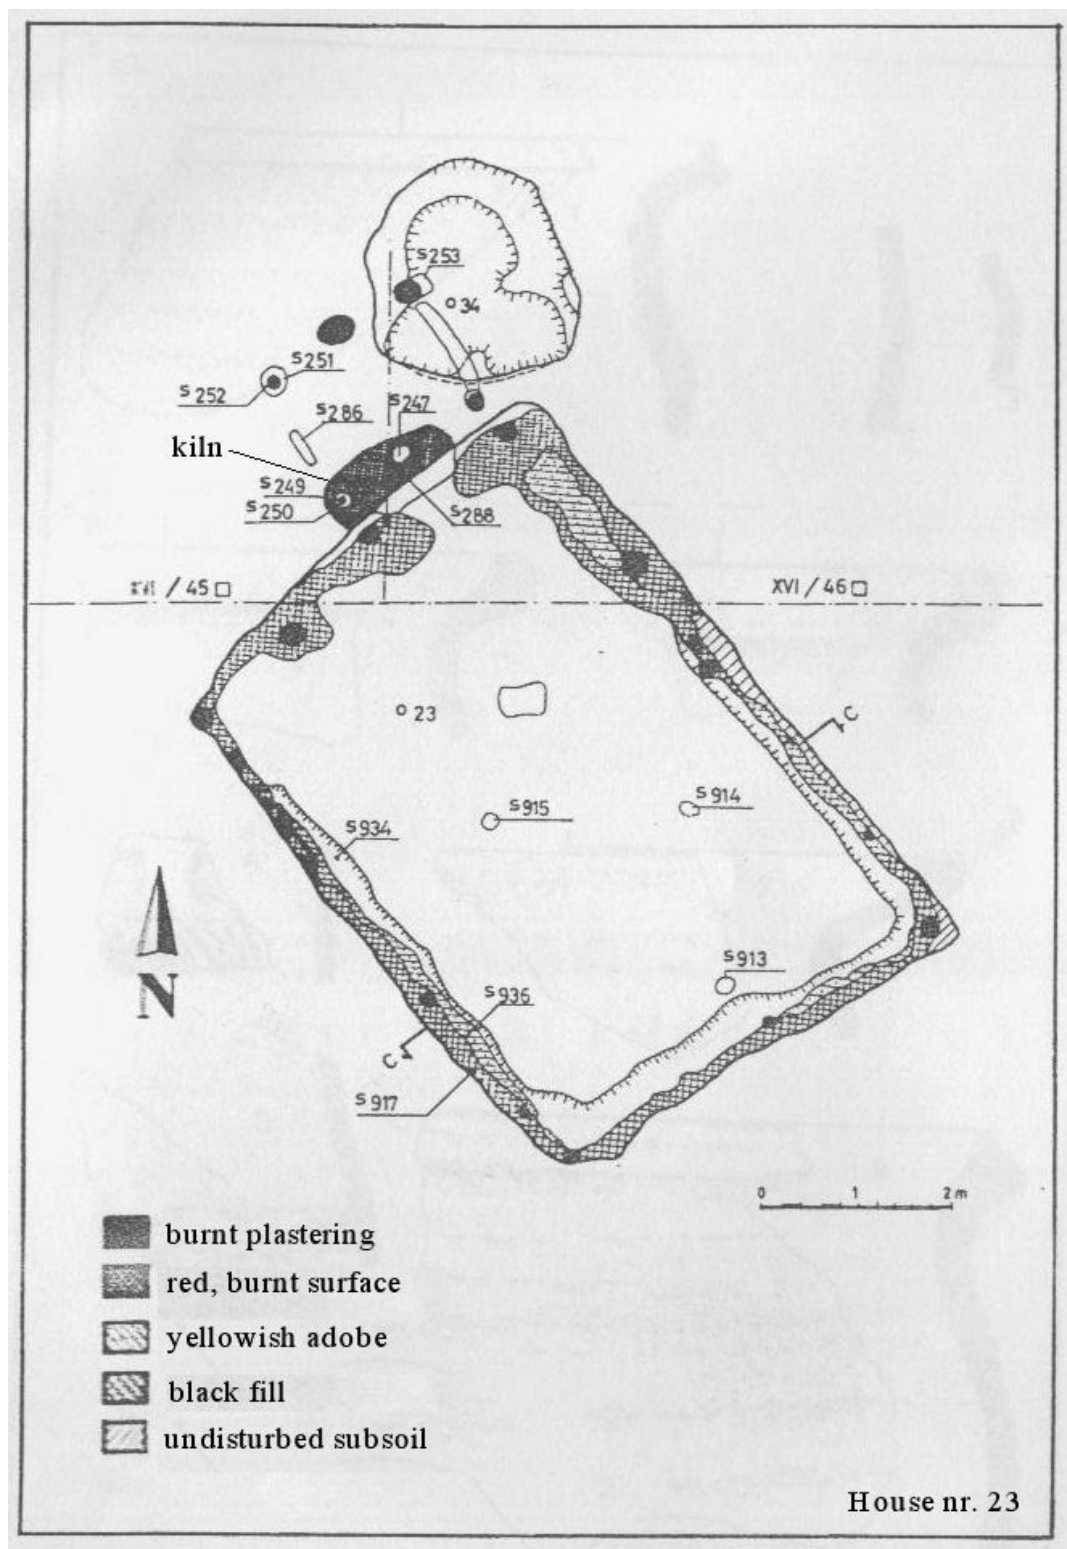 S253
34
S251
S252
S247
S286
kiln
S249
S250
S288
XVI / 45
XVI / 46
23
C
S915
S914
S934
S913
S936
C
S917
N
0 1 2 m
burnt plastering
red, burnt surface
yellowish adobe
black fill
undisturbed subsoil
House nr. 23